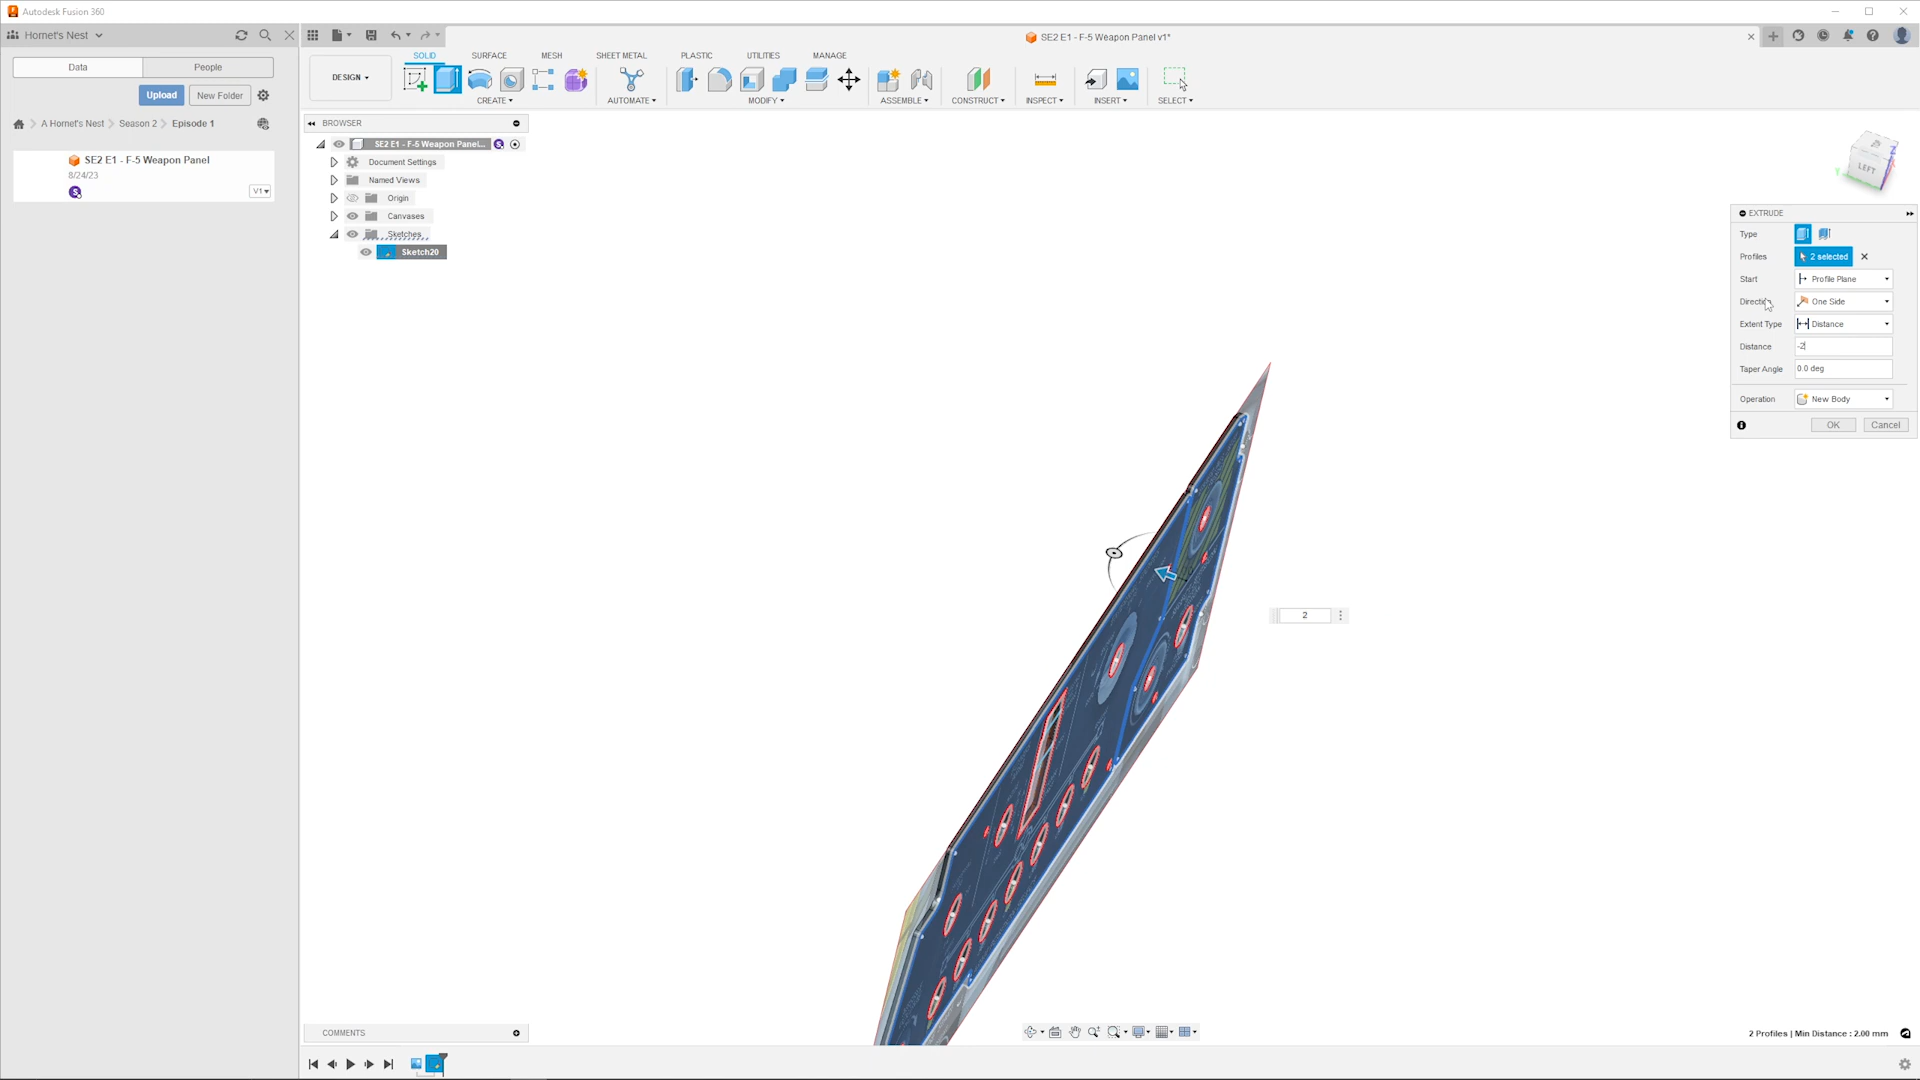 Autodesk Fusion 360
Hornet's Nest
SE2 E1 - F-5 Weapon Panel v1*
Data
People
Upload
New Folder
A Hornet's Nest
Season 2
Episode 1
SE2 E1 - F-5 Weapon Panel
8/24/23
S
V1
DESIGN
SOLID
SURFACE
MESH
SHEET METAL
PLASTIC
UTILITIES
MANAGE
CREATE
AUTOMATE
MODIFY
ASSEMBLE
CONSTRUCT
INSPECT
INSERT
SELECT
BROWSER
SE2 E1 - F-5 Weapon Panel...
S
Document Settings
Named Views
Origin
Canvases
Sketches
Sketch20
LEFT
EXTRUDE
Type
Profiles
2 selected
Start
Profile Plane
Directio
One Side
Extent Type
Distance
Distance
-2
Taper Angle
0.0 deg
Operation
New Body
OK
Cancel
2
COMMENTS
2 Profiles | Min Distance : 2.00 mm